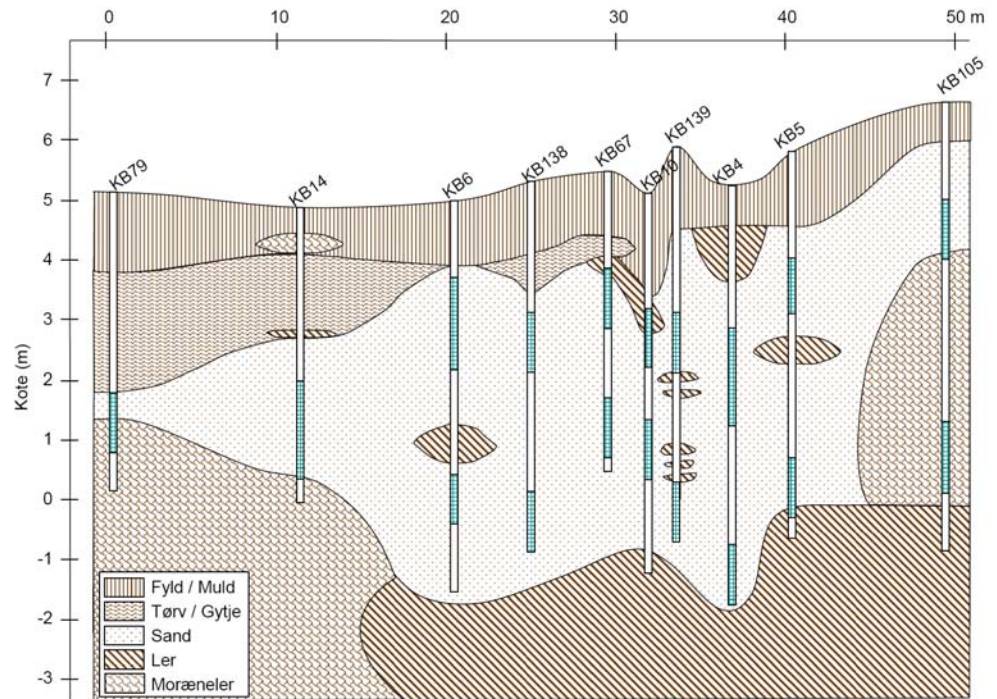 0 10 20 30 40 50 m
KB105
7
KB139
6
KB5
KB67
KB138
KB10
KB4
KB79
KB14
KB6
5
4
3
Kote (m)
2
1
0
-1
-2
-3
Fyld / Muld
Tørv / Gytje
Sand
Ler
Moræneler